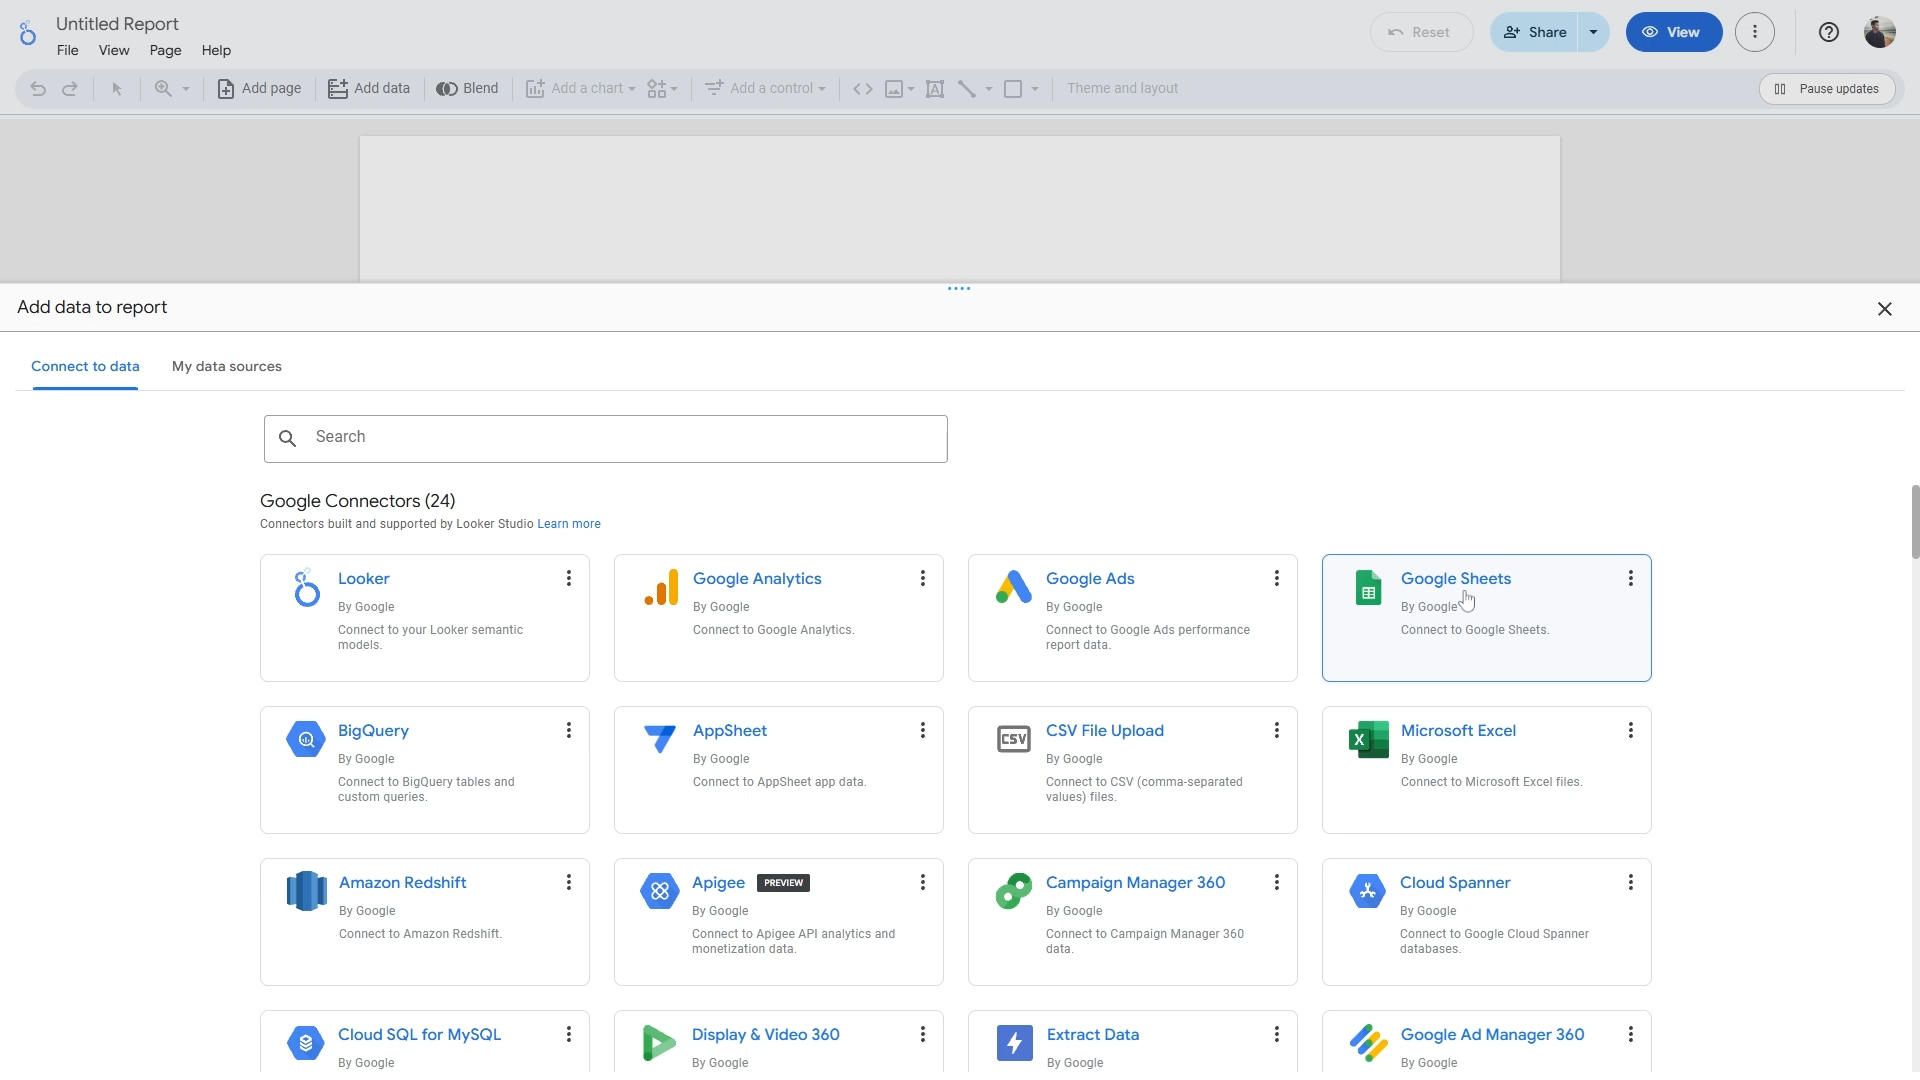 Untitled Report
File View Page Help
Reset
Share
View
Add page
Add data
Blend
Add a chart
Add a control
Theme and layout
Pause updates
Add data to report
Connect to data
My data sources
Search
Google Connectors (24)
Connectors built and supported by Looker Studio Learn more
Looker
By Google
Connect to your Looker semantic
models.
Google Analytics
By Google
Connect to Google Analytics.
Google Ads
By Google
Connect to Google Ads performance
report data.
Google Sheets
By Google
Connect to Google Sheets.
BigQuery
By Google
Connect to BigQuery tables and
custom queries.
AppSheet
By Google
Connect to AppSheet app data.
CSV
CSV File Upload
By Google
Connect to CSV (comma-separated
values) files.
X
Microsoft Excel
By Google
Connect to Microsoft Excel files.
Amazon Redshift
By Google
Connect to Amazon Redshift.
Apigee PREVIEW
By Google
Connect to Apigee API analytics and
monetization data.
Campaign Manager 360
By Google
Connect to Campaign Manager 360
data.
Cloud Spanner
By Google
Connect to Google Cloud Spanner
databases.
Cloud SQL for MySQL
By Google
Display & Video 360
By Google
Extract Data
By Google
Google Ad Manager 360
By Google